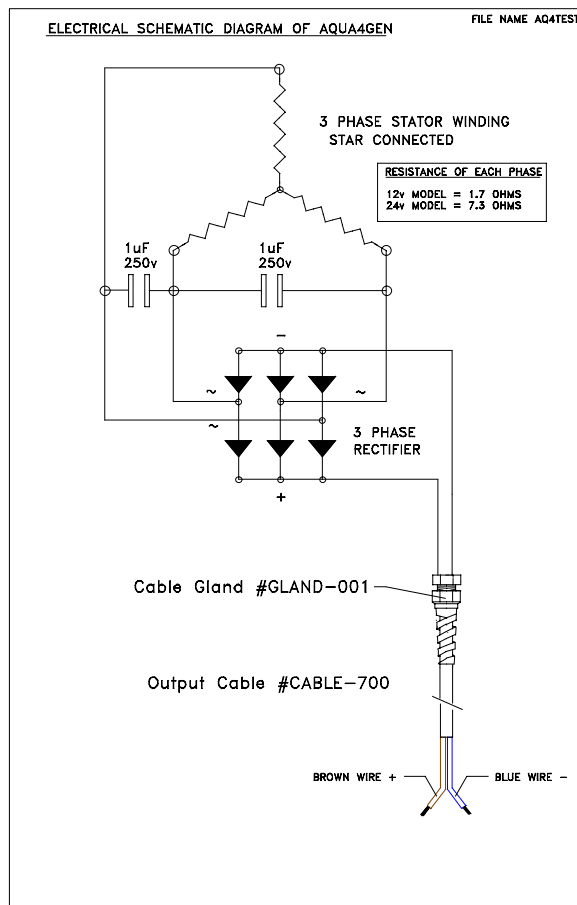 ELECTRICAL SCHEMATIC DIAGRAM OF AQUA4GEN
FILE NAME AQ4TEST
3 PHASE STATOR WINDING
STAR CONNECTED
RESISTANCE OF EACH PHASE
12v MODEL = 1.7 OHMS
24v MODEL = 7.3 OHMS
1uF
250v
1uF
250v
-
~
~
~
3 PHASE
RECTIFIER
+
Cable Gland #GLAND-001
Output Cable #CABLE-700
BROWN WIRE +
BLUE WIRE -